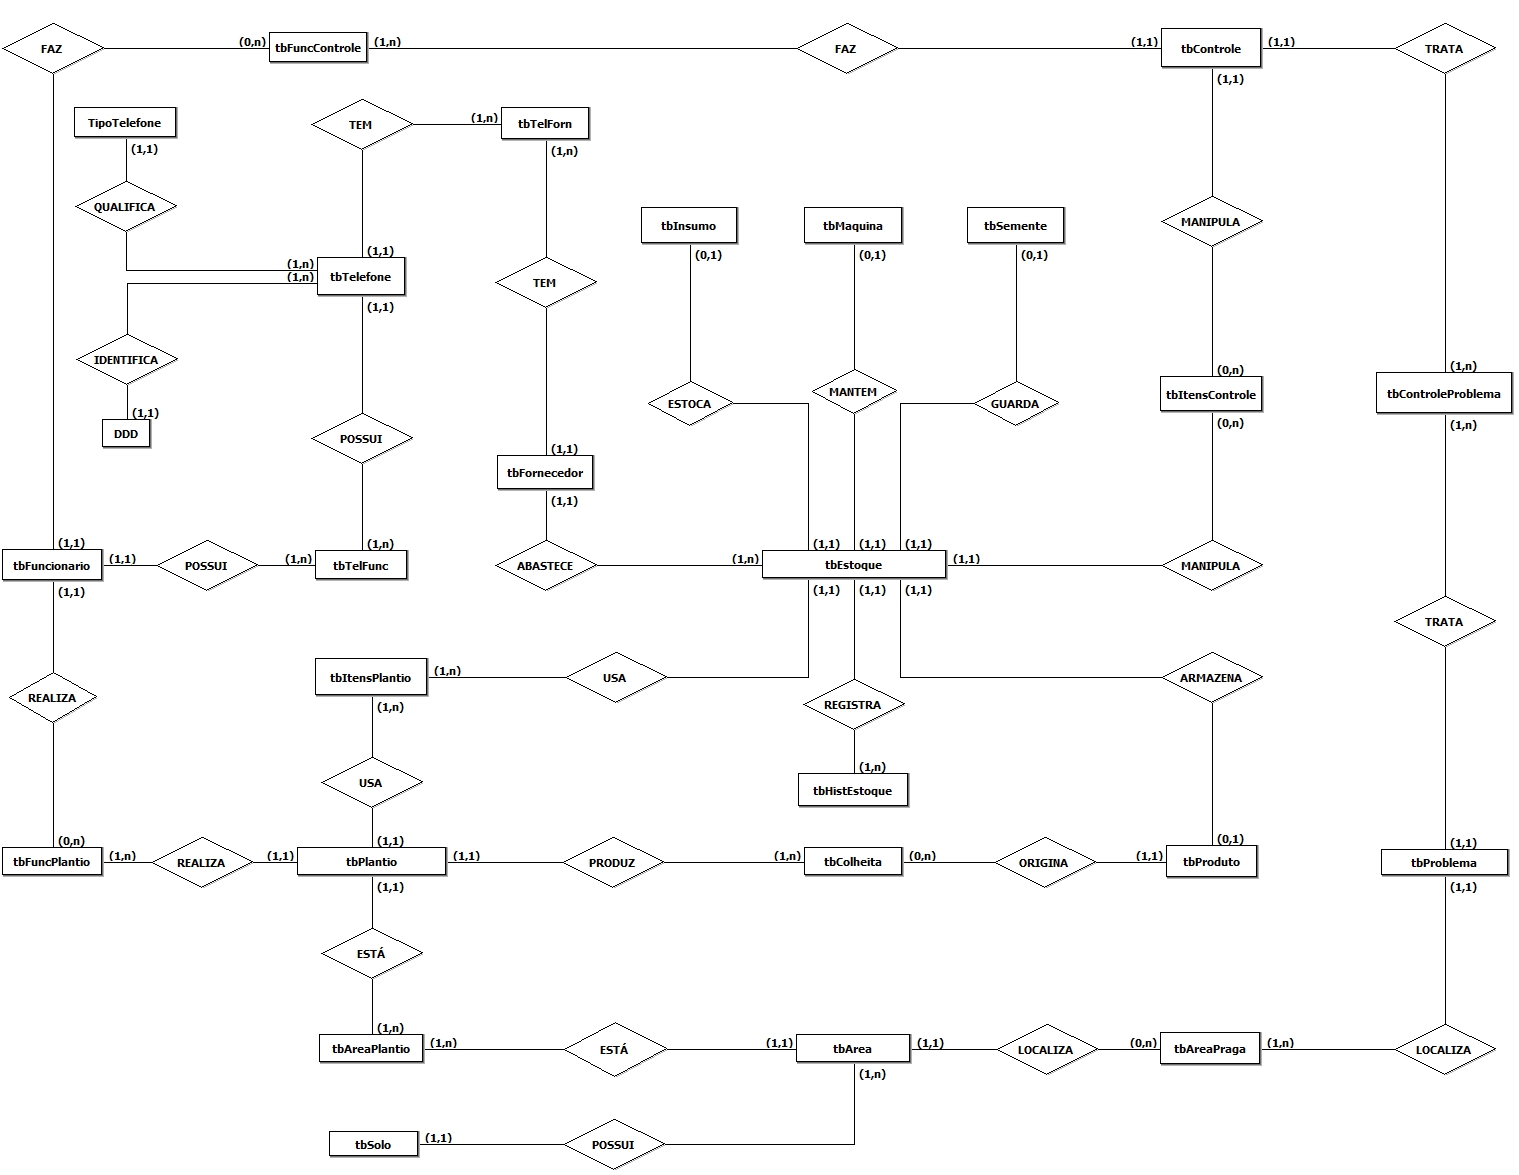 FAZ (0,n) tbFuncControle (1,n) FAZ (1,1) tbControle (1,1) TRATA
(1,1)
TipoTelefone TEM (1,n) tbTelForn
(1,1) (1,n)
QUALIFICA tbInsumo tbMaquina tbSemente MANIPULA
(1,1) (0,1) (0,1) (0,1)
(1,n)
(1,n) tbTelefone TEM
(1,1)
IDENTIFICA (0,n) (1,n)
ESTOCA MANTEM GUARDA tbItensControle tbControleProblema
(1,1) (0,n) (1,n)
DDD POSSUI
(1,1)
tbFornecedor
(1,1)
(1,1) (1,n) (1,1) (1,1) (1,1)
tbFuncionario (1,1) POSSUI (1,n) tbTelFunc ABASTECE (1,n) tbEstoque (1,1) MANIPULA
(1,1) (1,1) (1,1) (1,1)
TRATA
tbItensPlantio (1,n) USA ARMAZENA
REALIZA (1,n) REGISTRA
(1,n)
USA tbHistEstoque
(0,n) (1,1) (0,1) (1,1)
tbFuncPlantio (1,n) REALIZA (1,1) tbPlantio (1,1) PRODUZ (1,n) tbColheita (0,n) ORIGINA (1,1) tbProduto tbProblema
(1,1) (1,1)
ESTÁ
(1,n)
tbAreaPlantio (1,n) ESTÁ (1,1) tbArea (1,1) LOCALIZA (0,n) tbAreaPraga (1,n) LOCALIZA
(1,n)
tbSolo (1,1) POSSUI